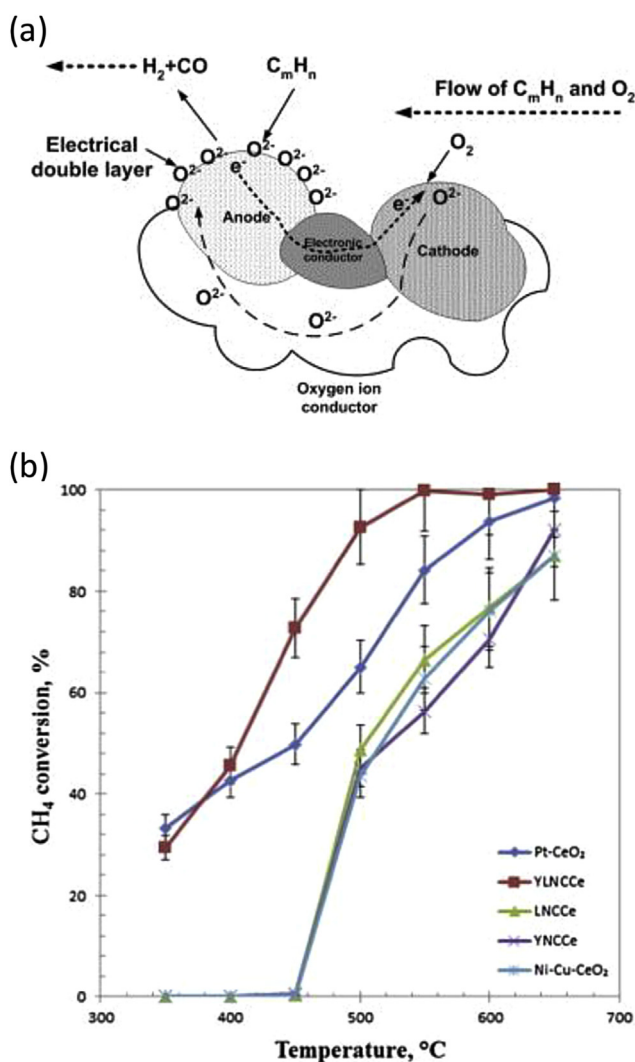 (a)
H₂+CO
CₘHₙ
Flow of CₘHₙ and O₂
Electrical
double layer
O²⁻
O²⁻
O²⁻
O²⁻
O²⁻
O²⁻
O²⁻
O²⁻
e⁻
O₂
Anode
e⁻
O²⁻
Electronic
conductor
Cathode
O²⁻
O²⁻
Oxygen ion
conductor
(b)
100
80
60
40
20
0
CH₄ conversion, %
Pt-CeO₂
YLNCCe
LNCCe
YNCCe
Ni-Cu-CeO₂
300
400
500
600
700
Temperature, °C